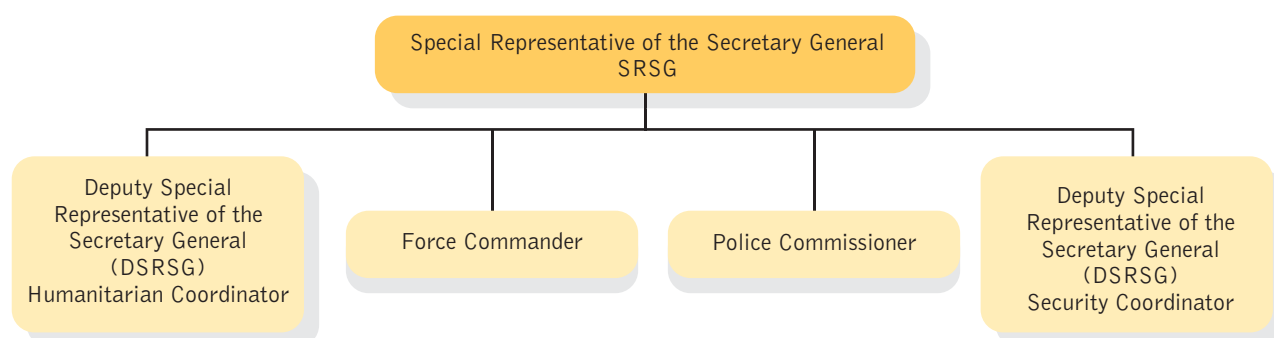 Special Representative of the Secretary General
SRSG
Deputy Special
Representative of the
Secretary General
(DSRSG)
Humanitarian Coordinator
Force Commander
Police Commissioner
Deputy Special
Representative of the
Secretary General
(DSRSG)
Security Coordinator